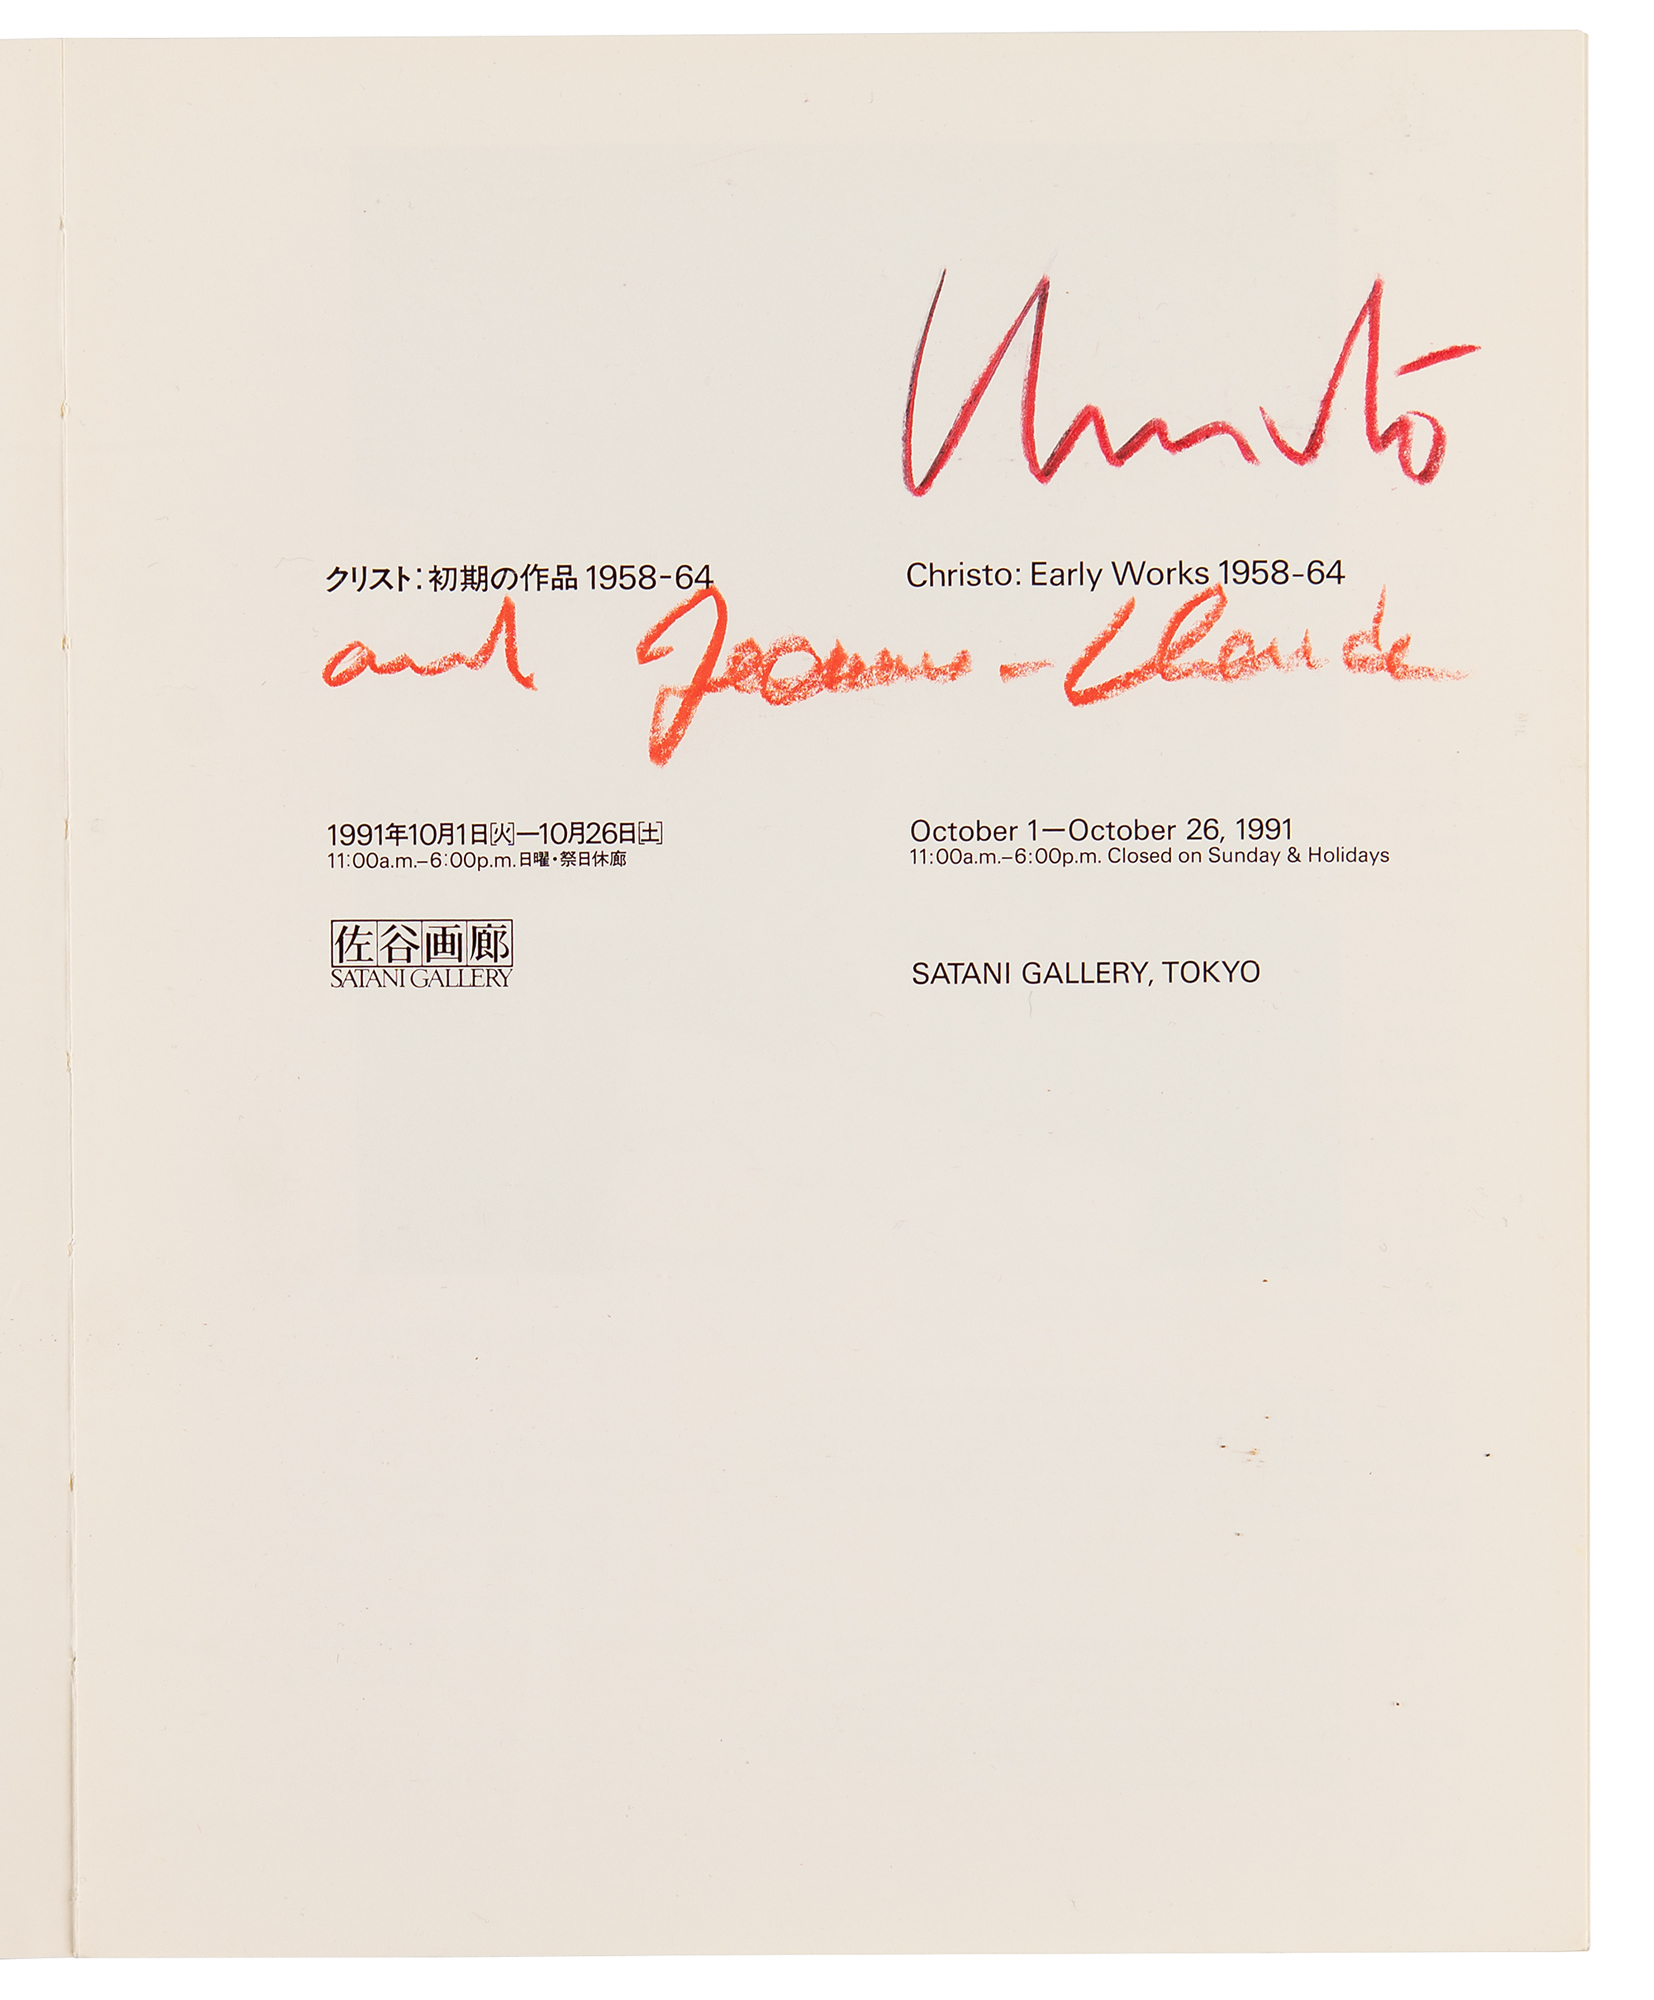 Christo
クリスト:初期の作品 1958-64
Christo: Early Works 1958-64
and Jeanne-Claude
1991年10月1日[火]—10月26日[土]
11:00a.m.–6:00p.m.日曜・祭日休廊
October 1—October 26, 1991
11:00a.m.–6:00p.m. Closed on Sunday & Holidays
佐谷画廊
SATANI GALLERY
SATANI GALLERY, TOKYO